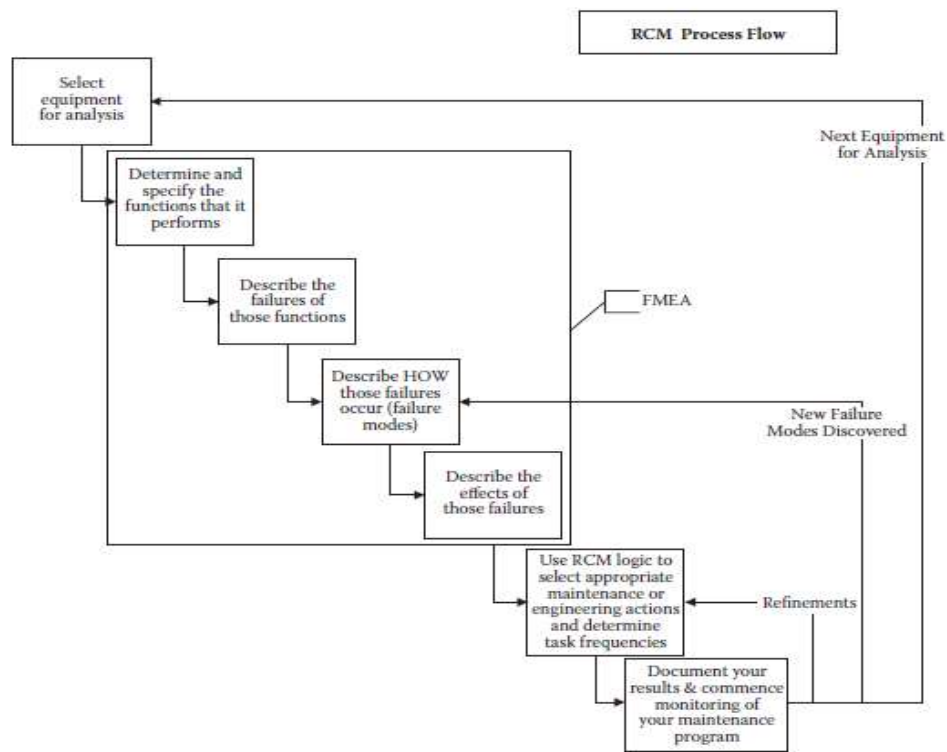 RCM Process Flow
Select
equipment
for analysis
Next Equipment
for Analysis
Determine and
specify the
functions that it
performs
Describe the
failures of
those functions
FMEA
Describe HOW
those failures
occur (failure
modes)
New Failure
Modes Discovered
Describe the
effects of
those failures
Use RCM logic to
select appropriate
maintenance or
engineering actions
and determine
task frequencies
Refinements
Document your
results & commence
monitoring of
your maintenance
program